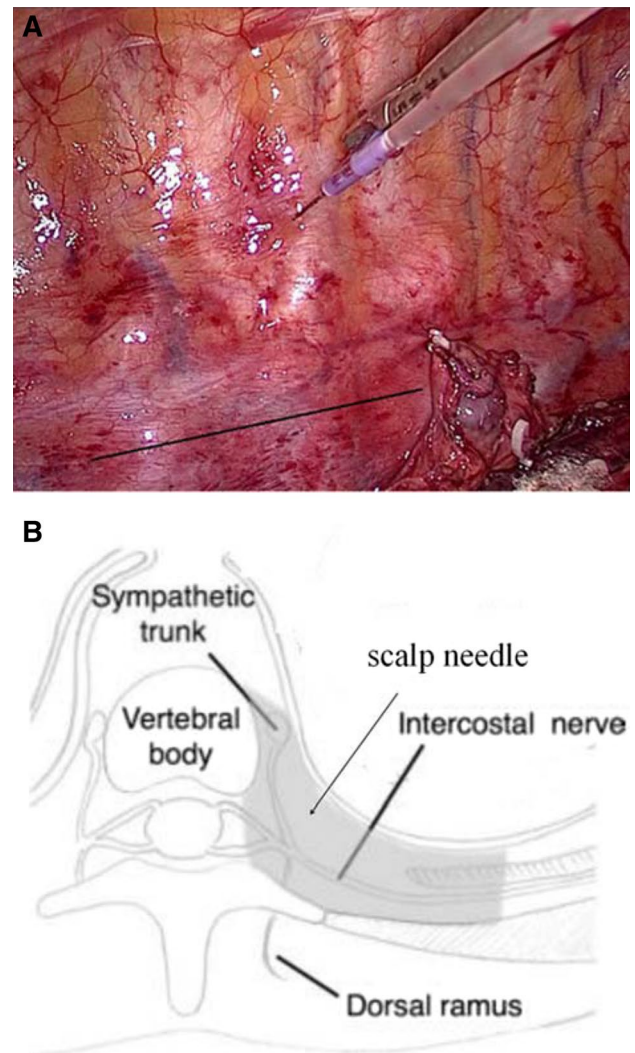 A
B
Sympathetic
trunk
scalp needle
Vertebral
body
Intercostal nerve
Dorsal ramus